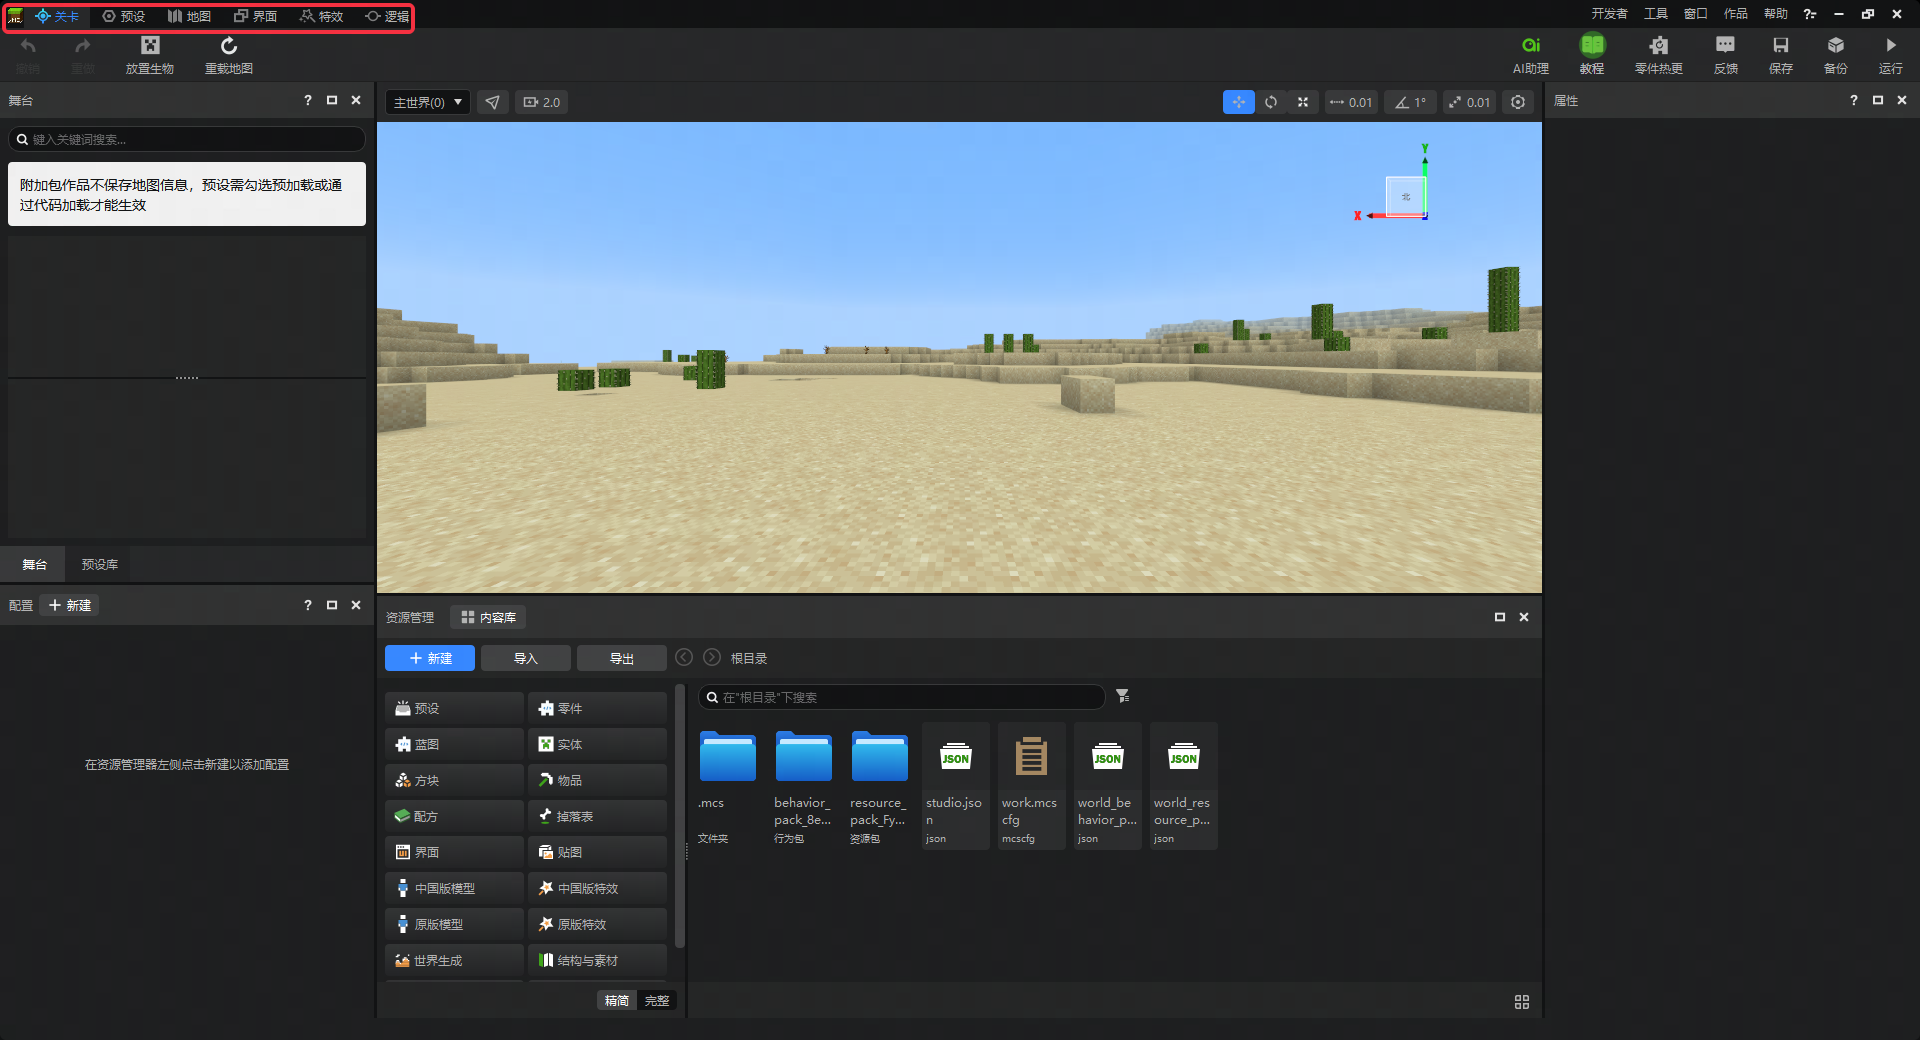 关卡 预设 地图 界面 特效 逻辑 开发者 工具 窗口 作品 帮助
撤销 重做 放置生物 重载地图 AI助理 教程 零件热更 反馈 保存 备份 运行
舞台
主世界(0) 2.0 0.01 1° 0.01
属性
键入关键词搜索...
附加包作品不保存地图信息，预设需勾选预加载或通
过代码加载才能生效
Y
北
X
舞台 预设库
配置 新建
在资源管理器左侧点击新建以添加配置
资源管理 内容库
新建 导入 导出 根目录
预设 零件
蓝图 实体
方块 物品
配方 掉落表
界面 贴图
中国版模型 中国版特效
原版模型 原版特效
世界生成 结构与素材
精简 完整
在"根目录"下搜索
JSON JSON JSON
.mcs behavior_ resource_ studio.jso work.mcs world_be world_res
pack_8e... pack_Fy... n cfg havior_p... ource_p...
文件夹 行为包 资源包 json mcscfg json json